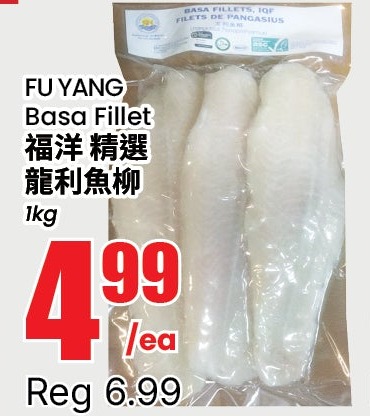 BASA FILLETS, IQF
FILETS DE PANGASIUS
FU YANG
Basa Fillet
福洋 精選
龍利魚柳
1kg
4.99
/ea
Reg 6.99